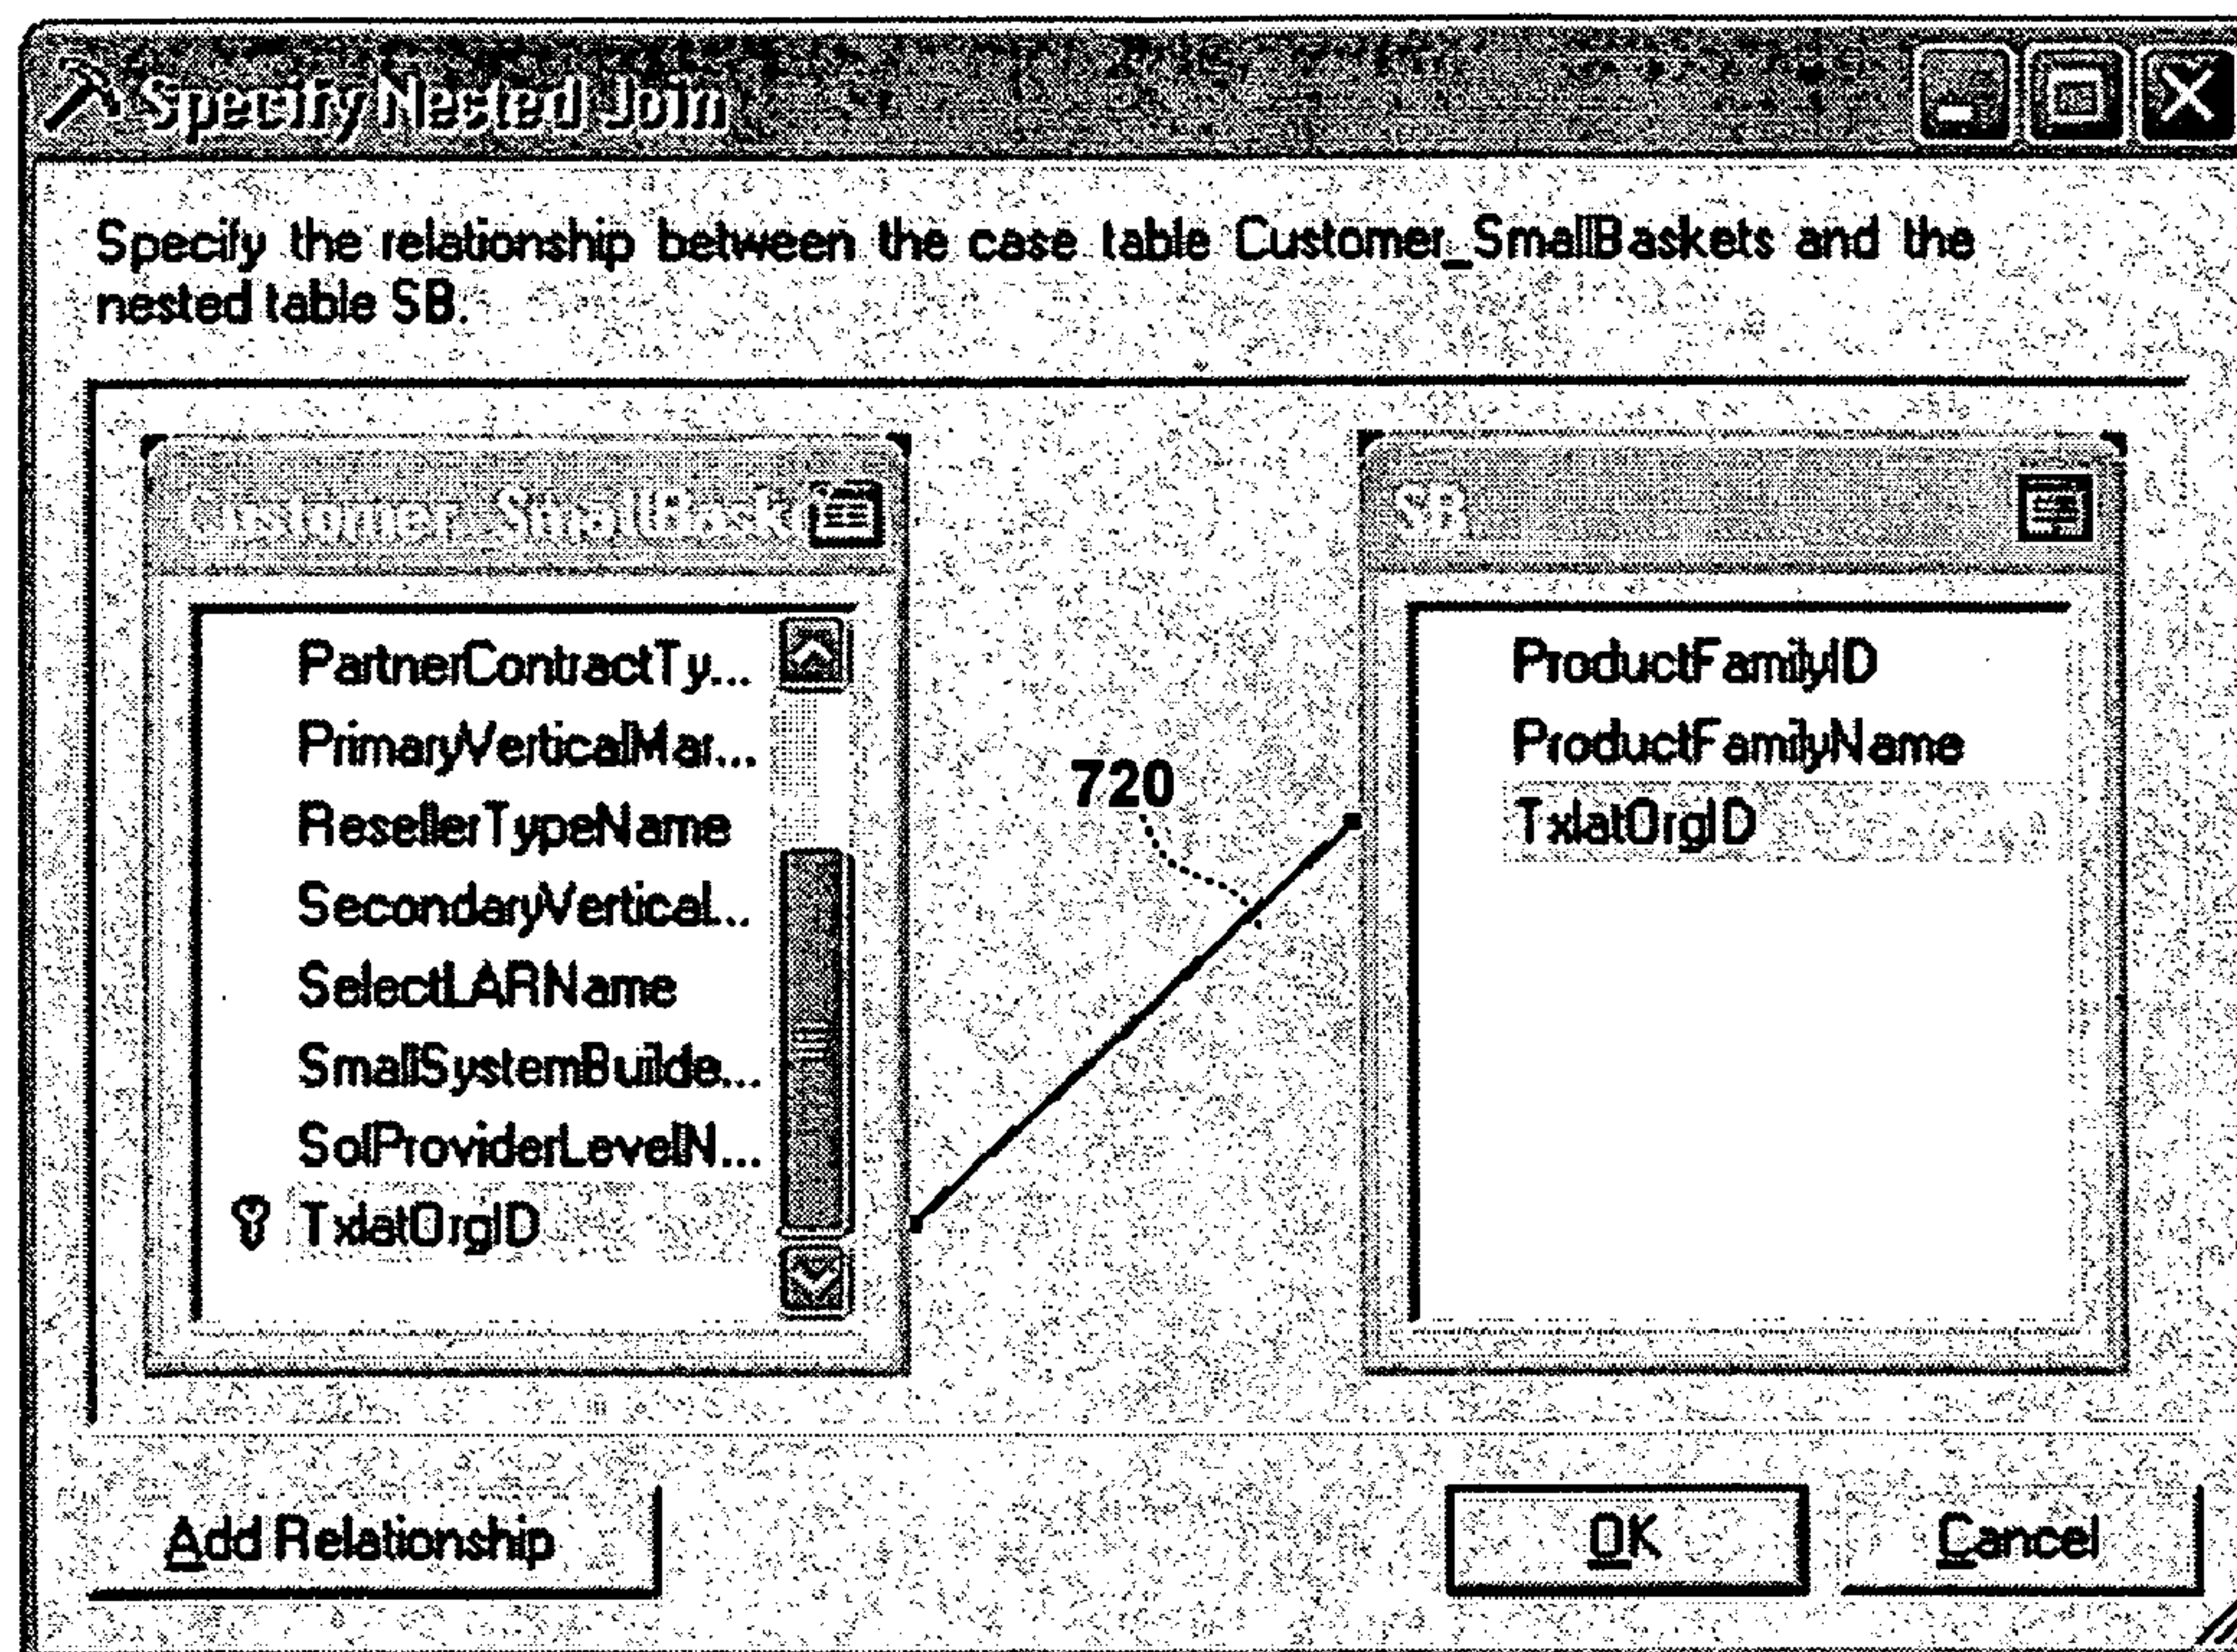 Specify Nested Join
Specify the relationship between the case table Customer_SmallBaskets and the
nested table SB.
Customer_SmallBask
SB
PartnerContractTy...
PrimaryVerticalMar...
ResellerTypeName
SecondaryVertical...
SelectLARName
SmallSystemBuilde...
SolProviderLevelN...
TxlatOrgID
720
ProductFamilyID
ProductFamilyName
TxlatOrgID
Add Relationship
OK
Cancel